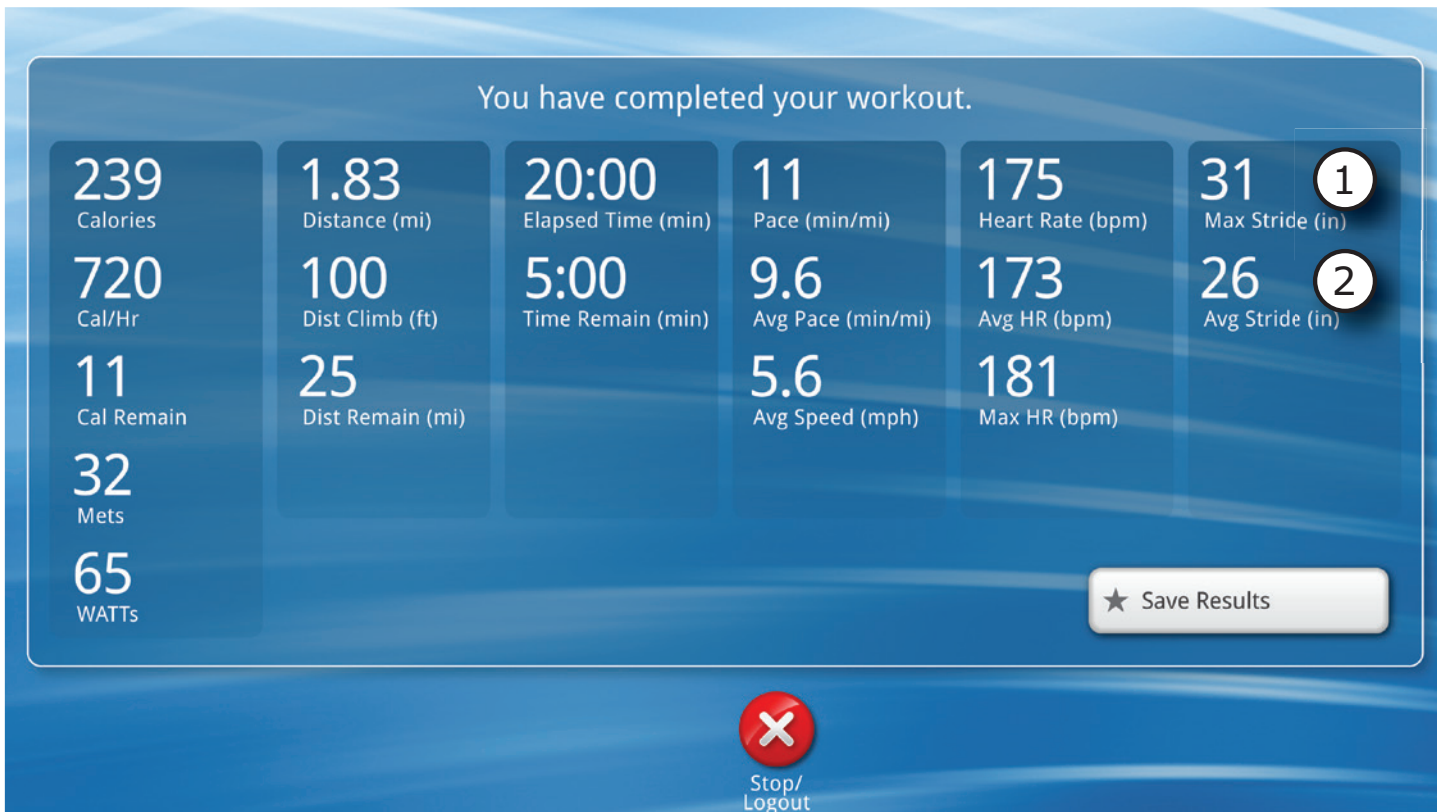 You have completed your workout.
239
Calories
720
Cal/Hr
11
Cal Remain
32
Mets
65
WATTs
1.83
Distance (mi)
100
Dist Climb (ft)
25
Dist Remain (mi)
20:00
Elapsed Time (min)
5:00
Time Remain (min)
11
Pace (min/mi)
9.6
Avg Pace (min/mi)
5.6
Avg Speed (mph)
175
Heart Rate (bpm)
173
Avg HR (bpm)
181
Max HR (bpm)
31
Max Stride (in)
1
26
Avg Stride (in)
2
Save Results
Stop/
Logout